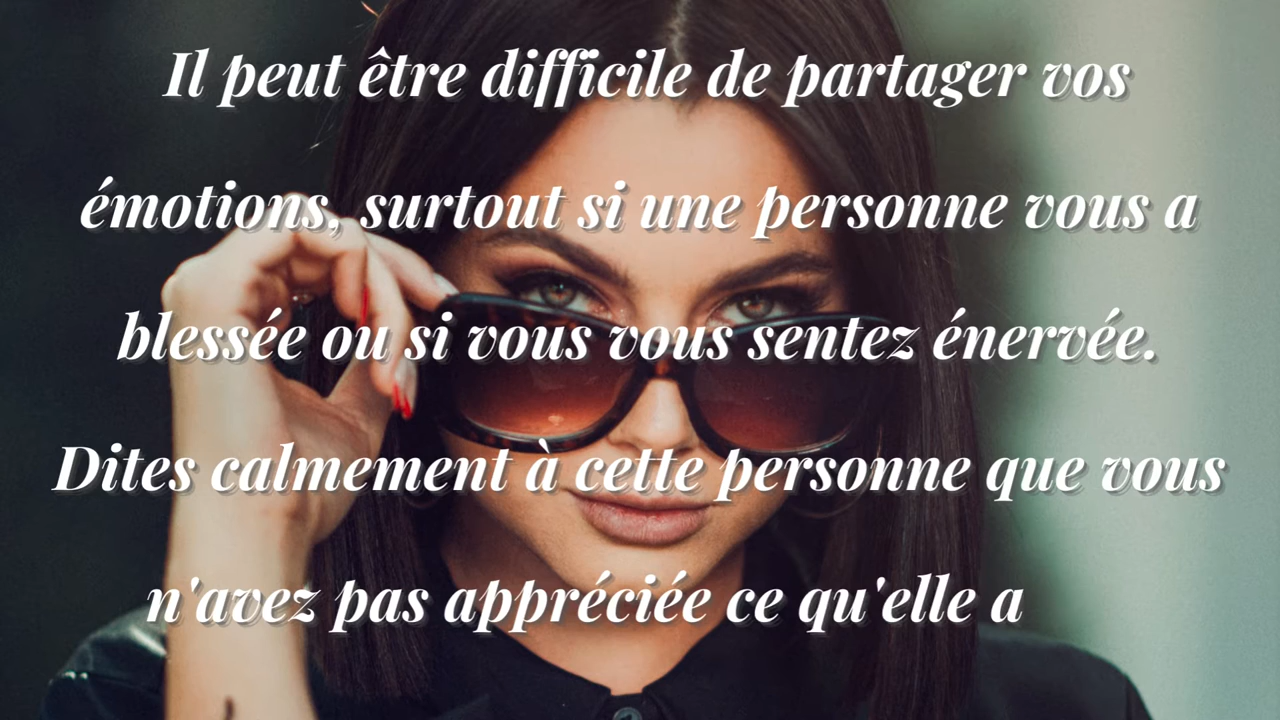 Il peut être difficile de partager vos
émotions, surtout si une personne vous a
blessée ou si vous vous sentez énervée.
Dites calmement à cette personne que vous
n'avez pas appréciée ce qu'elle a